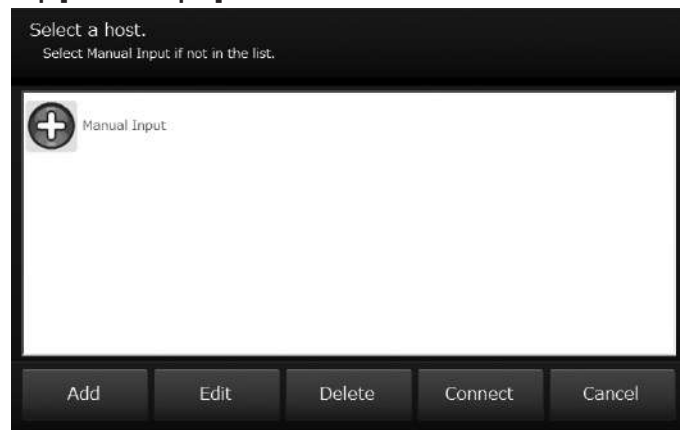 Select a host.
Select Manual Input if not in the list.
Manual Input
Add Edit Delete Connect Cancel